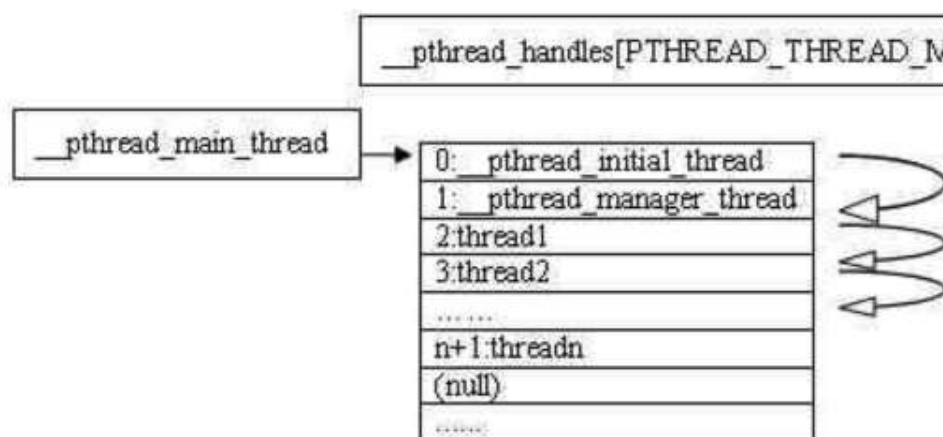 __pthread_handles[PTHREAD_THREAD_M
__pthread_main_thread
0:__pthread_initial_thread
1:__pthread_manager_thread
2:thread1
3:thread2
... ...
n+1:threadn
(null)
......